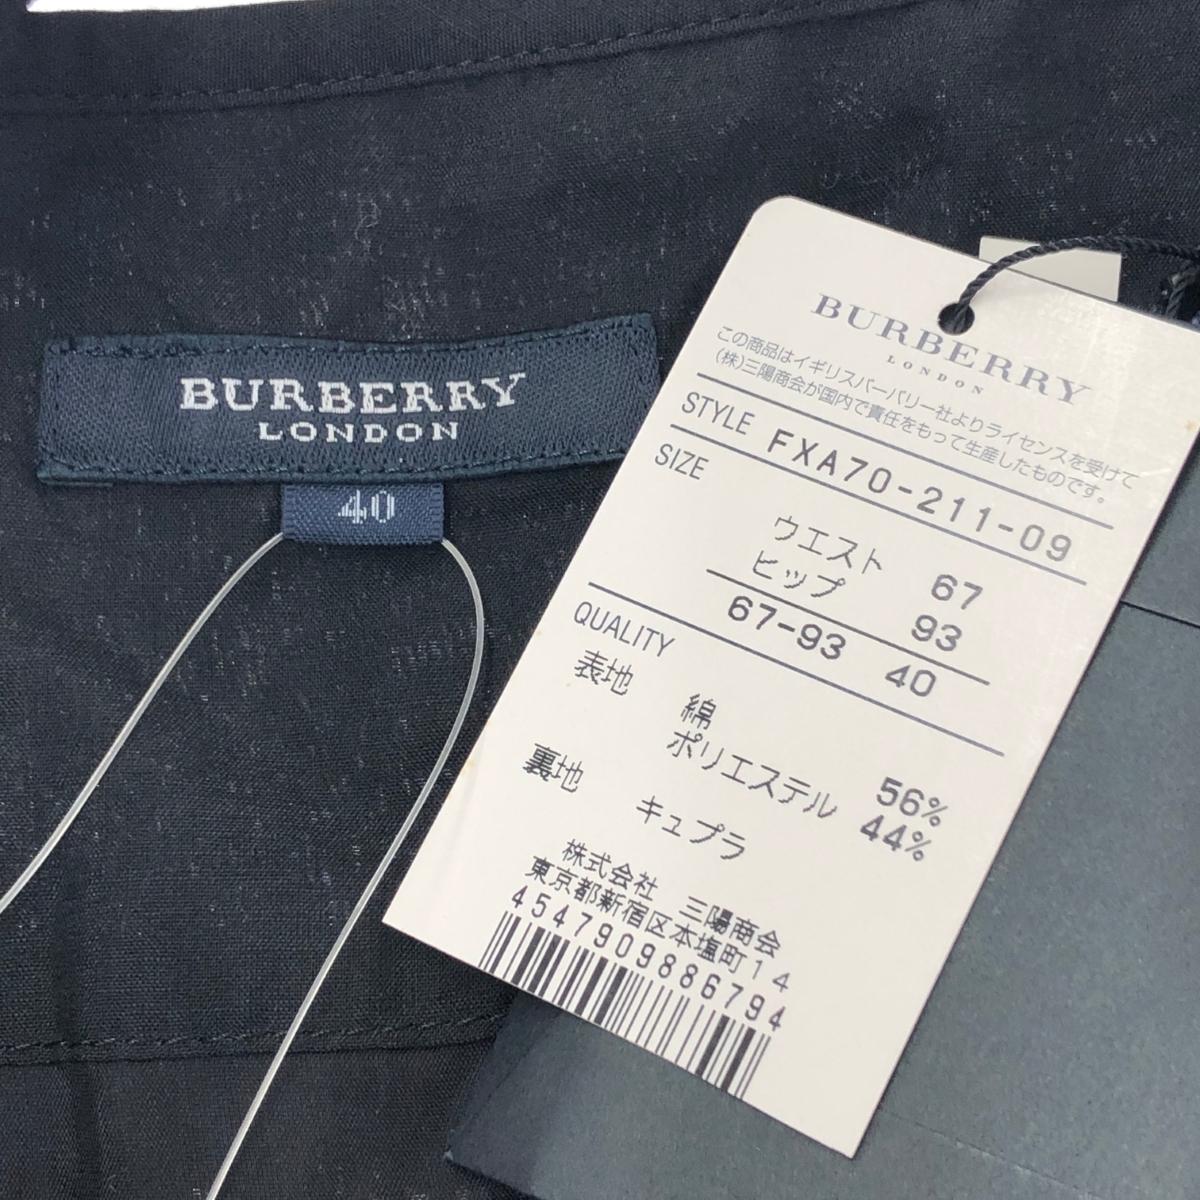 BURBERRY
LONDON
40
BURBERRY
LONDON
この商品はイギリスバーバリー社よりライセンスを受けて
(株)三陽商会が国内で責任をもって生産したものです。
STYLE FXA70-211-09
SIZE
ウエスト 67
ヒップ 93
67-93 40
QUALITY
表地
綿 56%
ポリエステル 44%
裏地
キュプラ
株式会社 三陽商会
東京都新宿区本塩町14
4547909886794